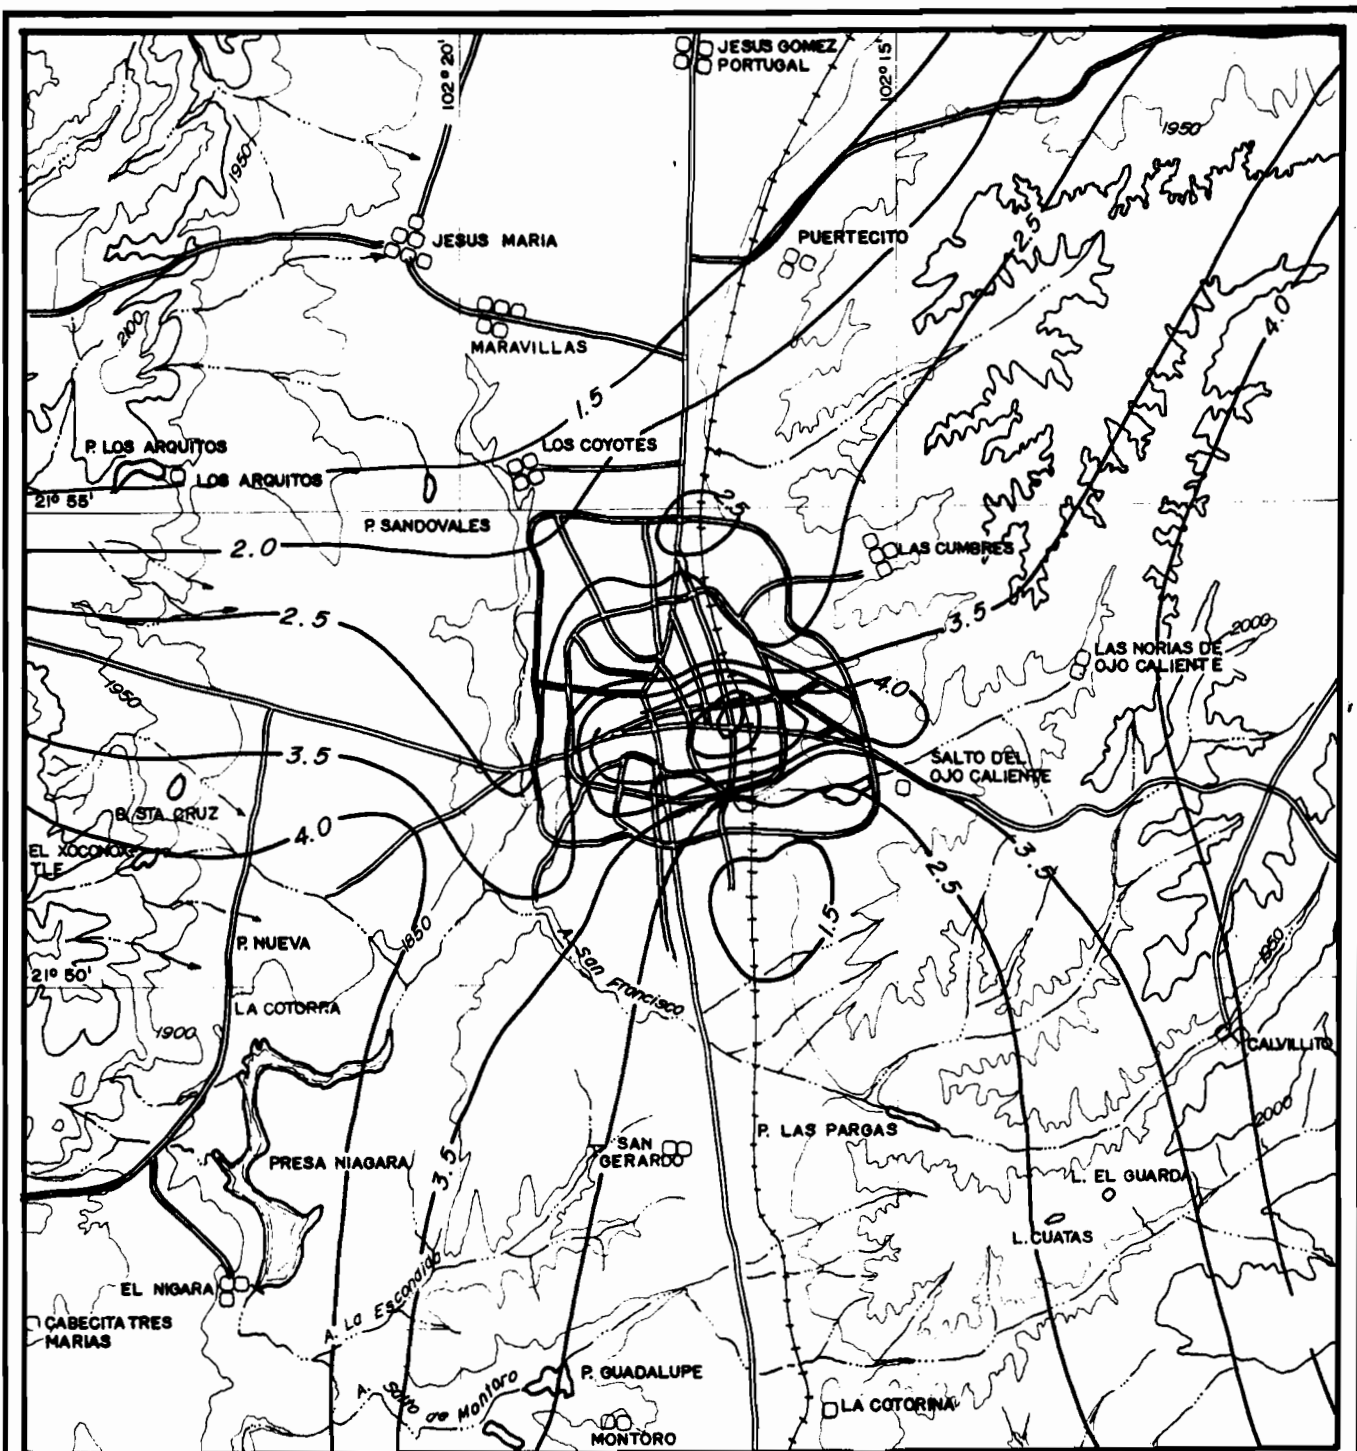 JESUS GOMEZ
PORTUGAL
102° 20'
102° 15'
1950
1950
JESUS MARIA
PUERTECITO
2.5
2100
MARAVILLAS
4.0
1.5
P. LOS ARQUITOS
LOS COYOTES
LOS ARQUITOS
21° 55'
P. SANDOVALES
2.5
2.0
LAS CUMBRES
2.5
3.5
2000
LAS NORIAS DE
OJO CALIENTE
1950
4.0
3.5
SALTO DEL
OJO CALIENTE
B. STA. CRUZ
4.0
EL XOCONOX-
TLE
3.5
2.5
1.5
1850
P. NUEVA
A. San Francisco
1950
21° 50'
LA COTORRA
1900
CALVILLITO
2000
P. LAS PARGAS
SAN
GERARDO
PRESA NIAGARA
3.5
L. EL GUARDA
L. CUATAS
EL NIGARA
A. La Escondida
CABECITA TRES
MARIAS
P. GUADALUPE
A. Salto de Montoro
LA COTORINA
MONTORO